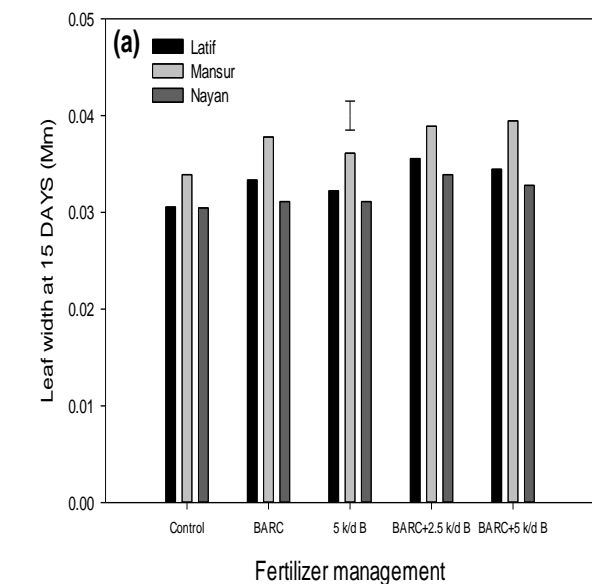 (a)
Latif
Mansur
Nayan
Leaf width at 15 DAYS (Mm)
0.05
0.04
0.03
0.02
0.01
0.00
Control BARC 5 k/d B BARC+2.5 k/d B BARC+5 k/d B
Fertilizer management